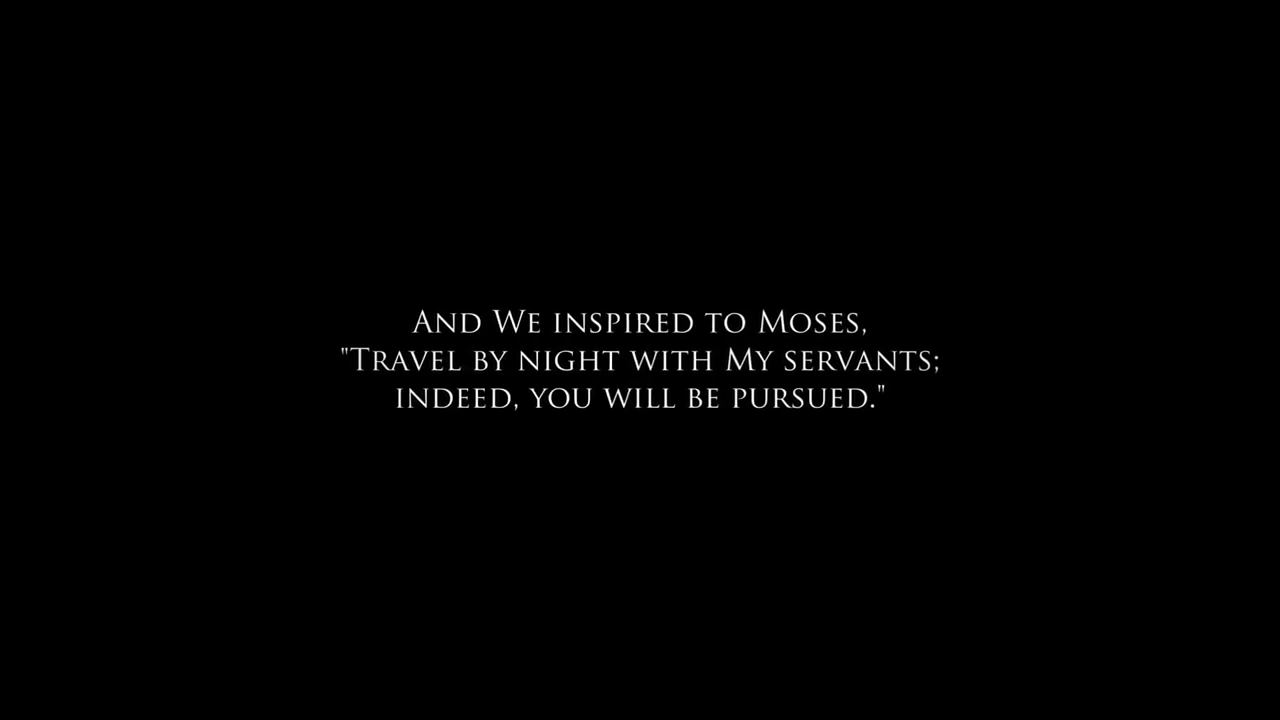 And We inspired to Moses,
"Travel by night with My servants;
indeed, you will be pursued."